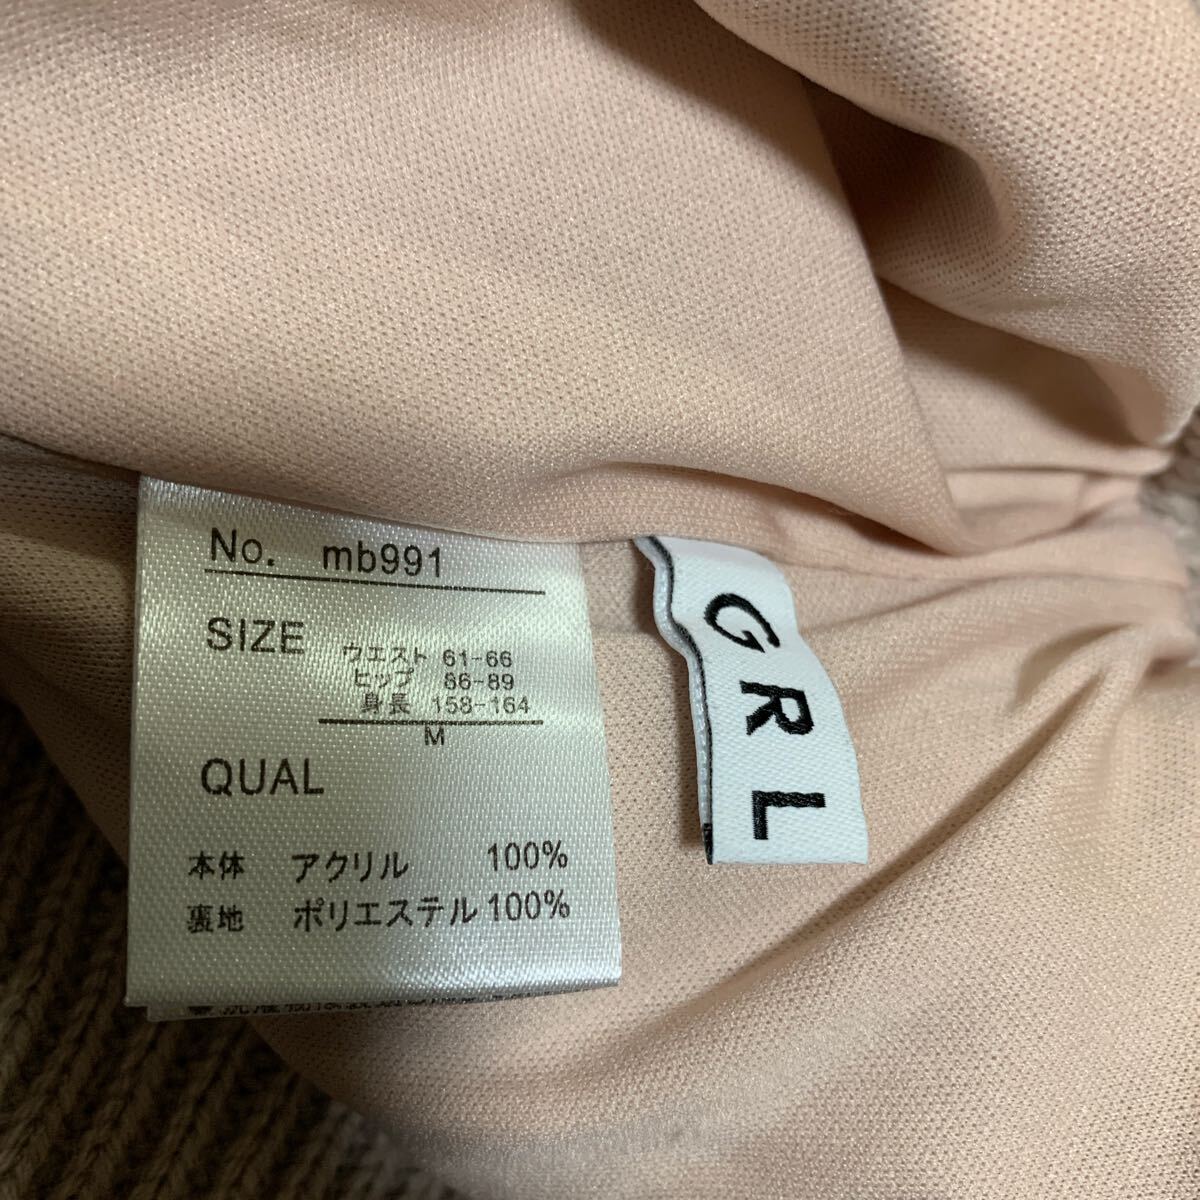 No. mb991
SIZE
ウエスト 61-66
ヒップ 86-89
身長 158-164
M
QUAL
本体 アクリル 100%
裏地 ポリエステル 100%
GRL